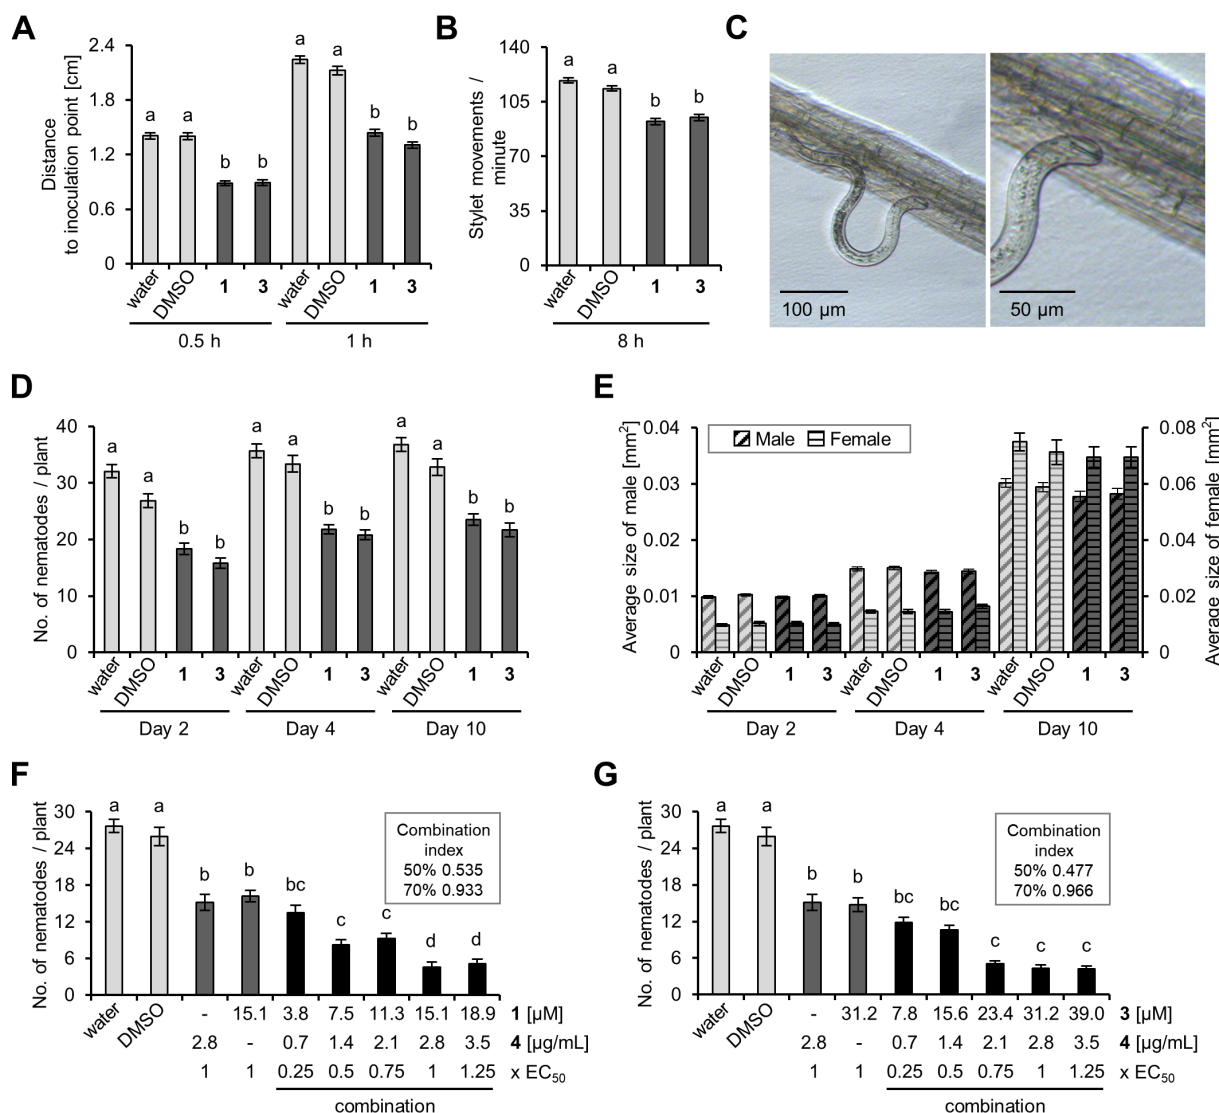 A
Distance
to inoculation point [cm]
2.4
1.8
1.2
0.6
0
a a b b a a b b
water DMSO 1 3 water DMSO 1 3
0.5 h 1 h
B
Stylet movements /
minute
140
105
70
35
0
a a b b
water DMSO 1 3
8 h
C
100 µm 50 µm
D
No. of nematodes / plant
40
30
20
10
0
a a b b a a b b a a b b
water DMSO 1 3 water DMSO 1 3 water DMSO 1 3
Day 2 Day 4 Day 10
E
Average size of male [mm²]
0.04
0.03
0.02
0.01
0
Male Female
Average size of female [mm²]
0.08
0.06
0.04
0.02
0
water DMSO 1 3 water DMSO 1 3 water DMSO 1 3
Day 2 Day 4 Day 10
F
No. of nematodes / plant
30
24
18
12
6
0
a a b b bc c c d d
Combination
index
50% 0.535
70% 0.933
water DMSO - 15.1 3.8 7.5 11.3 15.1 18.9 1 [µM]
2.8 - 0.7 1.4 2.1 2.8 3.5 4 [µg/mL]
1 1 0.25 0.5 0.75 1 1.25 x EC₅₀
combination
G
No. of nematodes / plant
30
24
18
12
6
0
a a b b bc bc c c c
Combination
index
50% 0.477
70% 0.966
water DMSO - 31.2 7.8 15.6 23.4 31.2 39.0 3 [µM]
2.8 - 0.7 1.4 2.1 2.8 3.5 4 [µg/mL]
1 1 0.25 0.5 0.75 1 1.25 x EC₅₀
combination